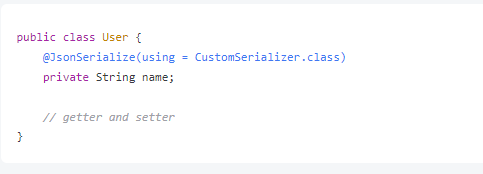 public class User {
    @JsonSerialize(using = CustomSerializer.class)
    private String name;

    // getter and setter
}